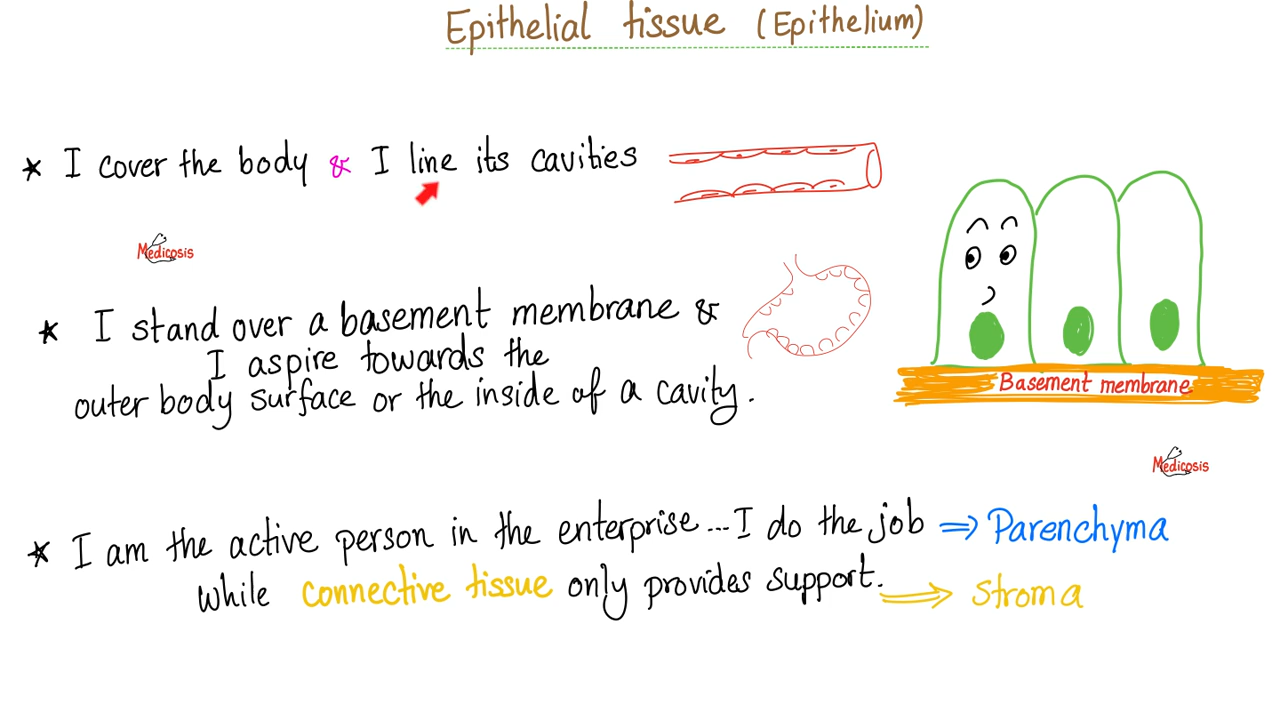 Epithelial tissue (Epithelium)
* I cover the body & I line its cavities
Medicosis
* I stand over a basement membrane &
I aspire towards the
outer body surface or the inside of a cavity.
Basement membrane
Medicosis
* I am the active person in the enterprise... I do the job ⇒ Parenchyma
while connective tissue only provides support. ⇒ stroma